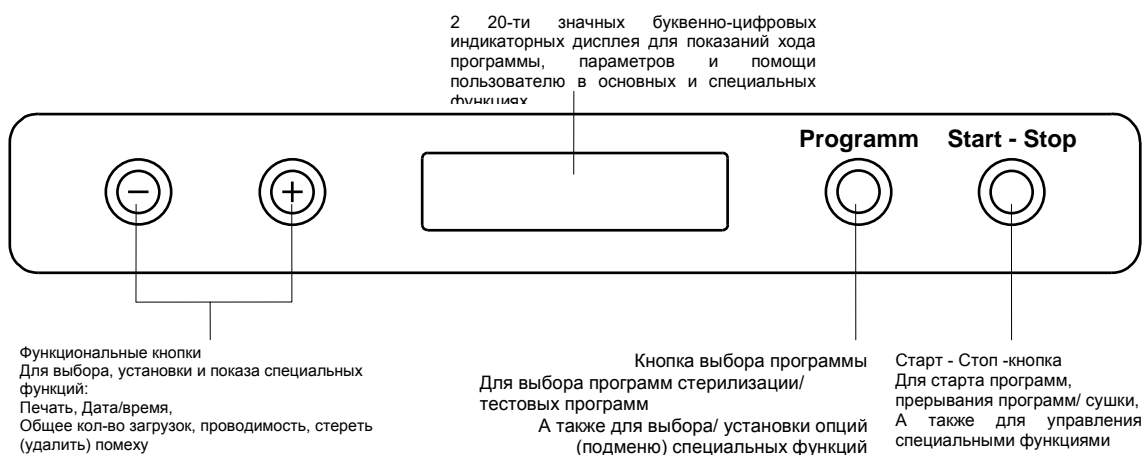 2 20-ти значных буквенно-цифровых
индикаторных дисплея для показаний хода
программы, параметров и помощи
пользователю в основных и специальных
функциях
Programm Start - Stop
− +
Функциональные кнопки
Для выбора, установки и показа специальных
функций:
Печать, Дата/время,
Общее кол-во загрузок, проводимость, стереть
(удалить) помеху
Кнопка выбора программы
Для выбора программ стерилизации/
тестовых программ
А также для выбора/ установки опций
(подменю) специальных функций
Старт - Стоп -кнопка
Для старта программ,
прерывания программ/ сушки,
А также для управления
специальными функциями